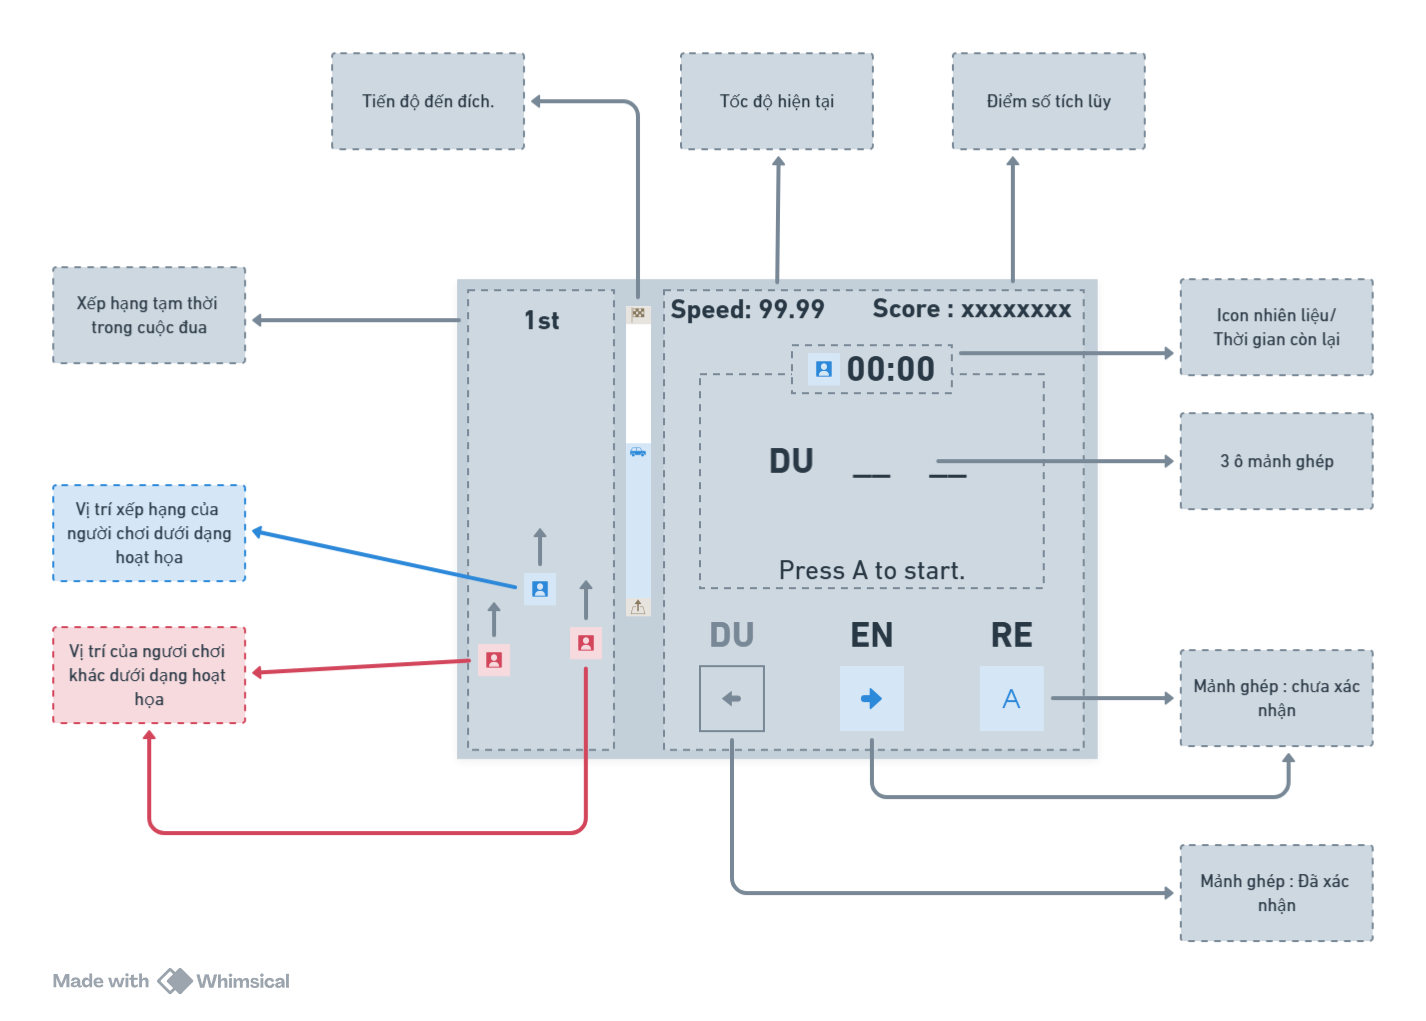 Tiến độ đến đích.
Tốc độ hiện tại
Điểm số tích lũy
Xếp hạng tạm thời
trong cuộc đua
1st
Speed: 99.99
Score : xxxxxxxx
Icon nhiên liệu/
Thời gian còn lại
00:00
DU __ __
3 ô mảnh ghép
Vị trí xếp hạng của
người chơi dưới dạng
hoạt họa
Press A to start.
Vị trí của ngươi chơi
khác dưới dạng hoạt
họa
DU EN RE
A
Mảnh ghép : chưa xác
nhận
Mảnh ghép : Đã xác
nhận
Made with Whimsical